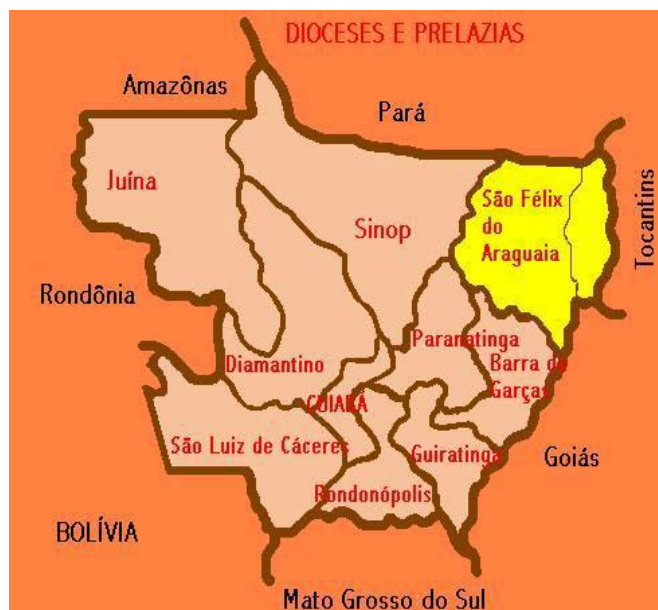 DIOCESES E PRELAZIAS
Amazônas
Pará
Juína
São Félix
do
Araguaia
Tocantins
Sinop
Rondônia
Paranatinga
Diamantino
Barra do
Garças
CUIABÁ
São Luiz de Cáceres
Guiratinga
Goiás
Rondonópolis
BOLÍVIA
Mato Grosso do Sul